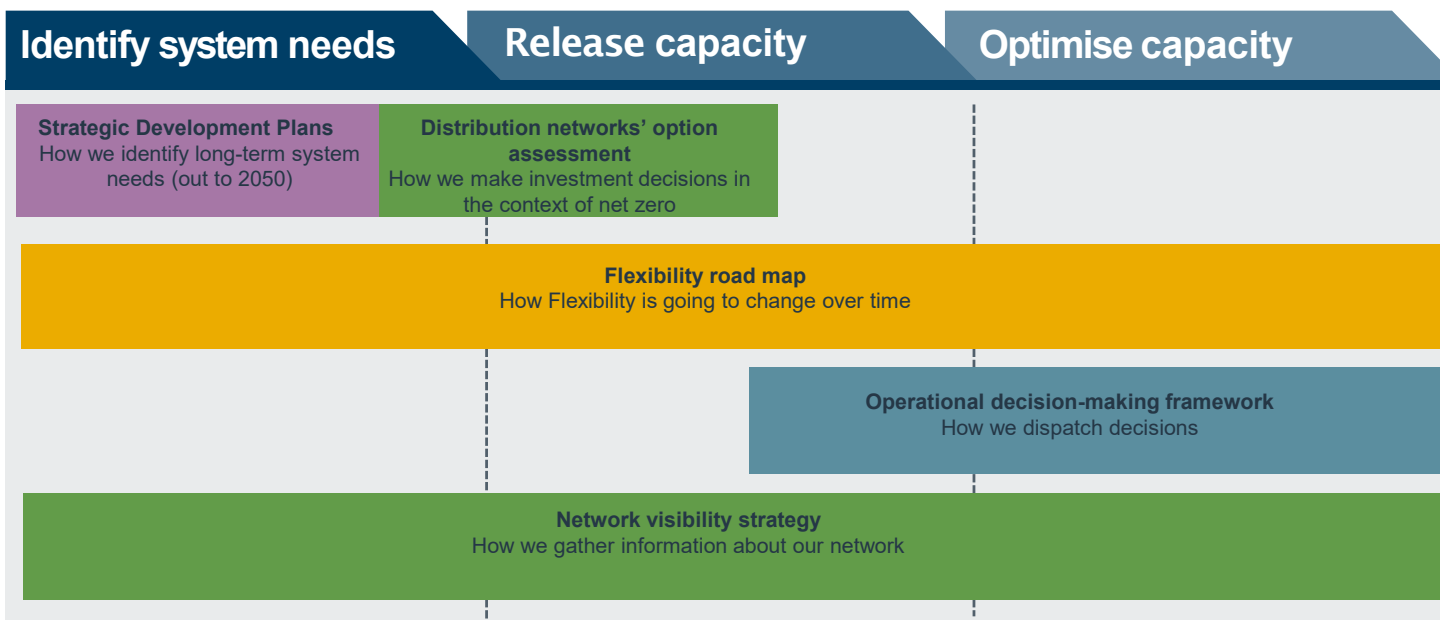 Identify system needs
Release capacity
Optimise capacity
Strategic Development Plans
How we identify long-term system
needs (out to 2050)
Distribution networks’ option
assessment
How we make investment decisions in
the context of net zero
Flexibility road map
How Flexibility is going to change over time
Operational decision-making framework
How we dispatch decisions
Network visibility strategy
How we gather information about our network